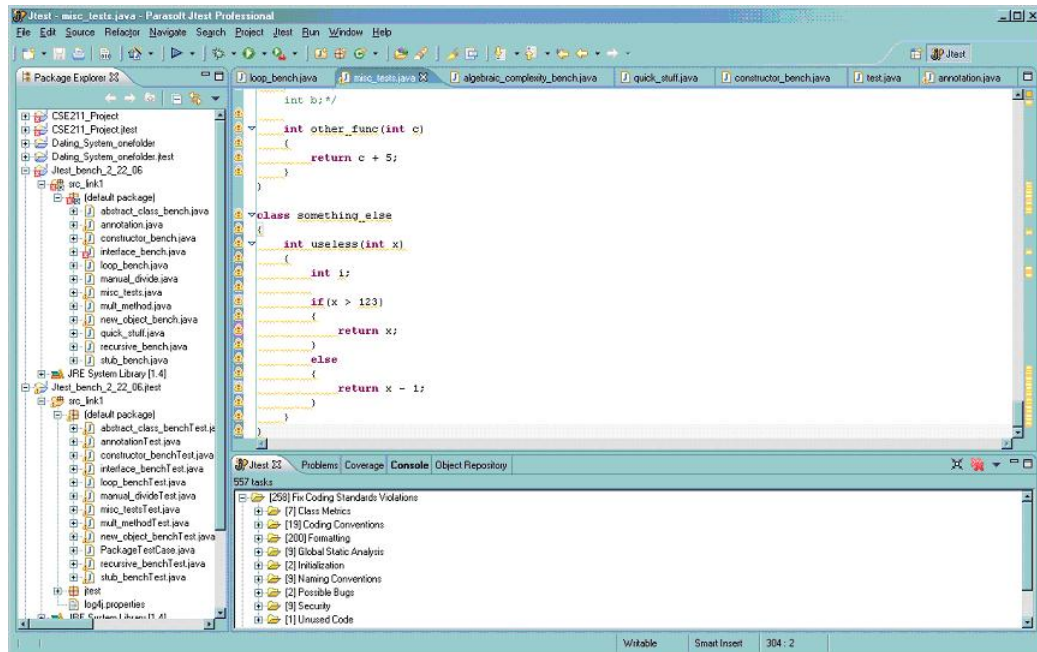 Jtest - misc_tests.java - Parasoft Jtest Professional
File Edit Source Refactor Navigate Search Project Jtest Run Window Help
Jtest
Package Explorer
loop_bench.java misc_tests.java algebraic_complexity_bench.java quick_stuff.java constructor_bench.java test.java annotation.java
CSE211_Project
CSE211_Project.jtest
Dating_System_onefolder
Dating_System_onefolder.jtest
Jtest_bench_2_22_06
src_link1
(default package)
abstract_class_bench.java
annotation.java
constructor_bench.java
interface_bench.java
loop_bench.java
manual_divide.java
misc_tests.java
mult_method.java
new_object_bench.java
quick_stuff.java
recursive_bench.java
stub_bench.java
JRE System Library [1.4]
Jtest_bench_2_22_06.jtest
src_link1
(default package)
abstract_class_benchTest.ja
annotationTest.java
constructor_benchTest.java
interface_benchTest.java
loop_benchTest.java
manual_divideTest.java
misc_testsTest.java
mult_methodTest.java
new_object_benchTest.java
PackageTestCase.java
recursive_benchTest.java
stub_benchTest.java
jtest
log4j.properties
JRE System Library [1.4]
int b;*/
int other_func(int c)
{
return c + 5;
}
}
class something_else
{
int useless(int x)
{
int i;
if(x > 123)
{
return x;
}
else
{
return x - 1;
}
}
}
Jtest Problems Coverage Console Object Repository
557 tasks
[258] Fix Coding Standards Violations
[7] Class Metrics
[19] Coding Conventions
[200] Formatting
[9] Global Static Analysis
[2] Initialization
[9] Naming Conventions
[2] Possible Bugs
[9] Security
[1] Unused Code
Writable Smart Insert 304 : 2